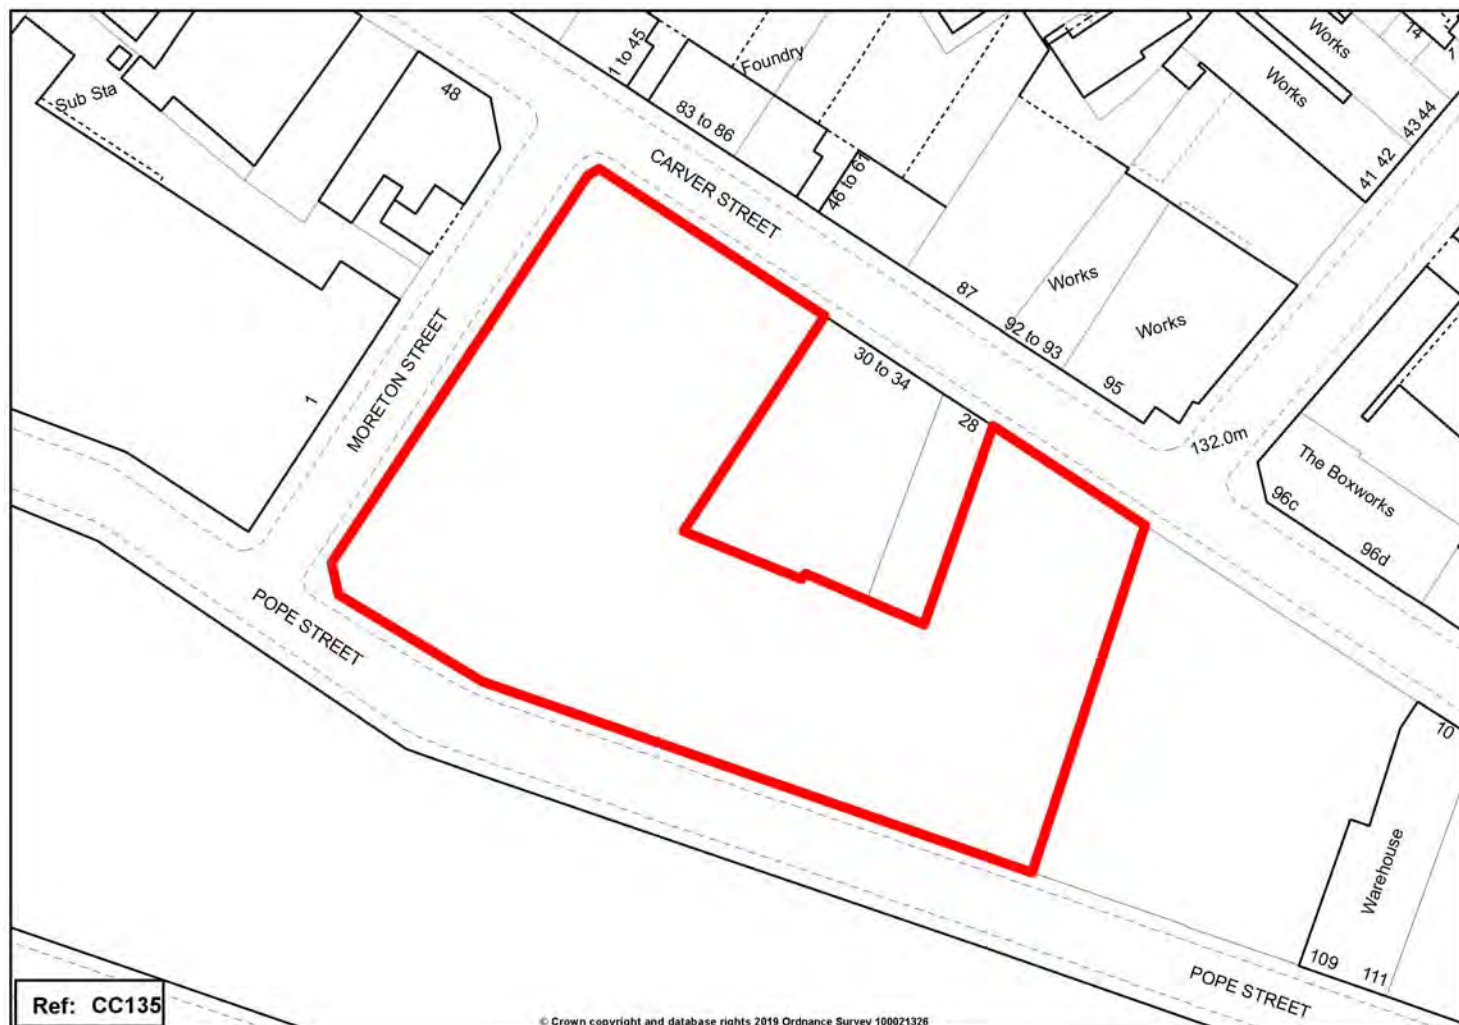 Sub Sta
48
1 to 45
Foundry
83 to 86
46 to 61
Works
Works
14
43 44
41 42
CARVER STREET
87
Works
92 to 93
Works
95
132.0m
30 to 34
28
The Boxworks
96c
96d
MORETON STREET
1
POPE STREET
10
Warehouse
109
111
POPE STREET
Ref: CC135
© Crown copyright and database rights 2019 Ordnance Survey 100021326